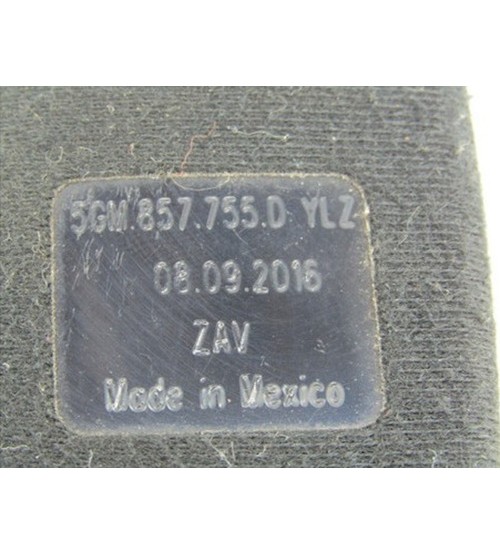 5GM.857.755.D YLZ
08.09.2016
ZAV
Made in Mexico